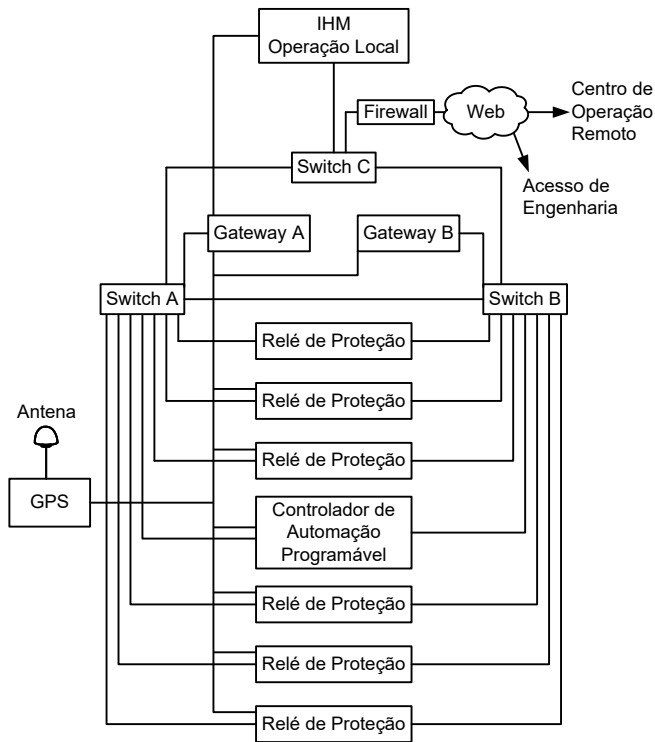 IHM
Operação Local
Firewall
Web
Centro de
Operação
Remoto
Acesso de
Engenharia
Switch C
Gateway A
Gateway B
Switch A
Switch B
Relé de Proteção
Relé de Proteção
Antena
Relé de Proteção
GPS
Controlador de
Automação
Programável
Relé de Proteção
Relé de Proteção
Relé de Proteção